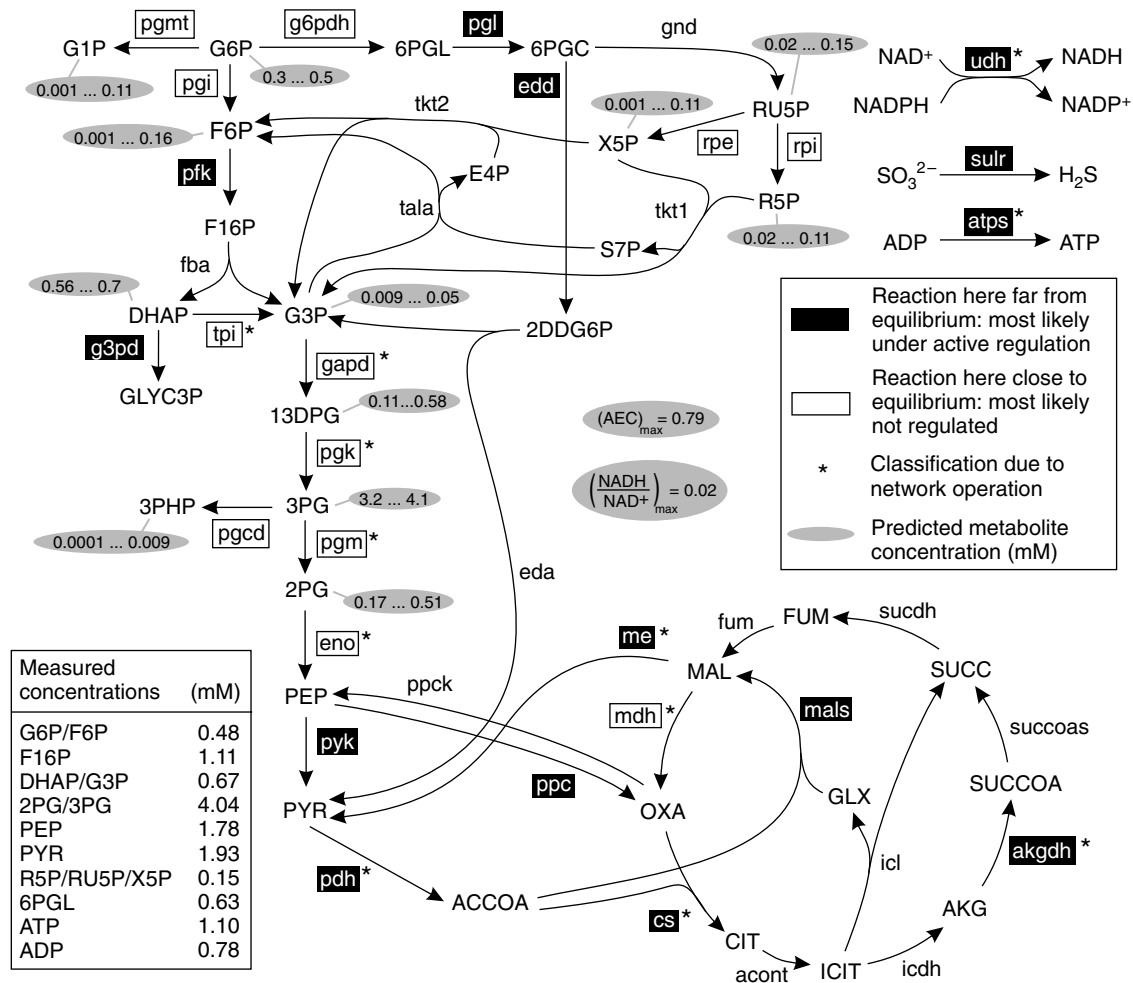 pgmt
g6pdh
pgl
gnd
G1P
G6P
6PGL
6PGC
0.02 ... 0.15
NAD⁺
udh *
NADH
0.001 ... 0.11
pgi
0.3 ... 0.5
edd
NADPH
NADP⁺
tkt2
0.001 ... 0.11
RU5P
0.001 ... 0.16
F6P
X5P
rpe
rpi
pfk
E4P
SO₃²⁻
sulr
H₂S
tala
tkt1
R5P
F16P
S7P
0.02 ... 0.11
ADP
atps *
ATP
fba
0.56 ... 0.7
0.009 ... 0.05
DHAP
tpi *
G3P
2DDG6P
g3pd
gapd *
GLYC3P
Reaction here far from
equilibrium: most likely
under active regulation
Reaction here close to
equilibrium: most likely
not regulated
* Classification due to
network operation
Predicted metabolite
concentration (mM)
13DPG
0.11...0.58
(AEC)max = 0.79
pgk *
(NADH
NAD⁺)max = 0.02
3PHP
3PG
3.2 ... 4.1
0.0001 ... 0.009
pgcd
pgm *
eda
2PG
0.17 ... 0.51
eno *
me *
fum
FUM
sucdh
PEP
ppck
MAL
SUCC
mdh *
mals
succoas
pyk
ppc
PYR
OXA
GLX
SUCCOA
pdh *
icl
akgdh *
ACCOA
cs *
AKG
CIT
acont
ICIT
icdh
Measured
concentrations (mM)
G6P/F6P 0.48
F16P 1.11
DHAP/G3P 0.67
2PG/3PG 4.04
PEP 1.78
PYR 1.93
R5P/RU5P/X5P 0.15
6PGL 0.63
ATP 1.10
ADP 0.78